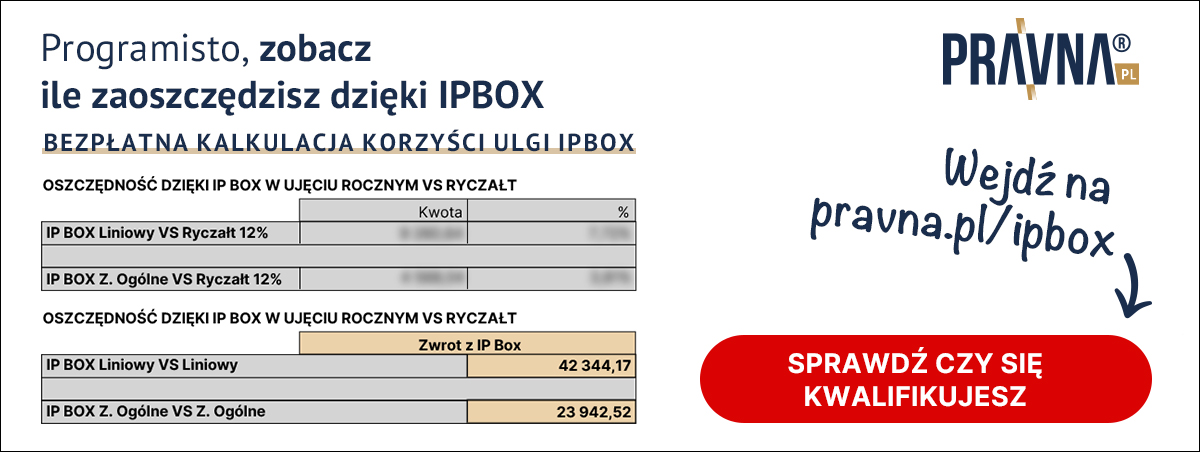 Programisto, zobacz
ile zaoszczędzisz dzięki IPBOX
BEZPŁATNA KALKULACJA KORZYŚCI ULGI IPBOX
OSZCZĘDNOŚĆ DZIĘKI IP BOX W UJĘCIU ROCZNYM VS RYCZAŁT
Kwota %
IP BOX Liniowy VS Ryczałt 12%
IP BOX Z. Ogólne VS Ryczałt 12%
OSZCZĘDNOŚĆ DZIĘKI IP BOX W UJĘCIU ROCZNYM VS RYCZAŁT
Zwrot z IP Box
IP BOX Liniowy VS Liniowy 42 344,17
IP BOX Z. Ogólne VS Z. Ogólne 23 942,52
PRAVNA®
PL
Wejdź na
pravna.pl/ipbox
SPRAWDŹ CZY SIĘ
KWALIFIKUJESZ